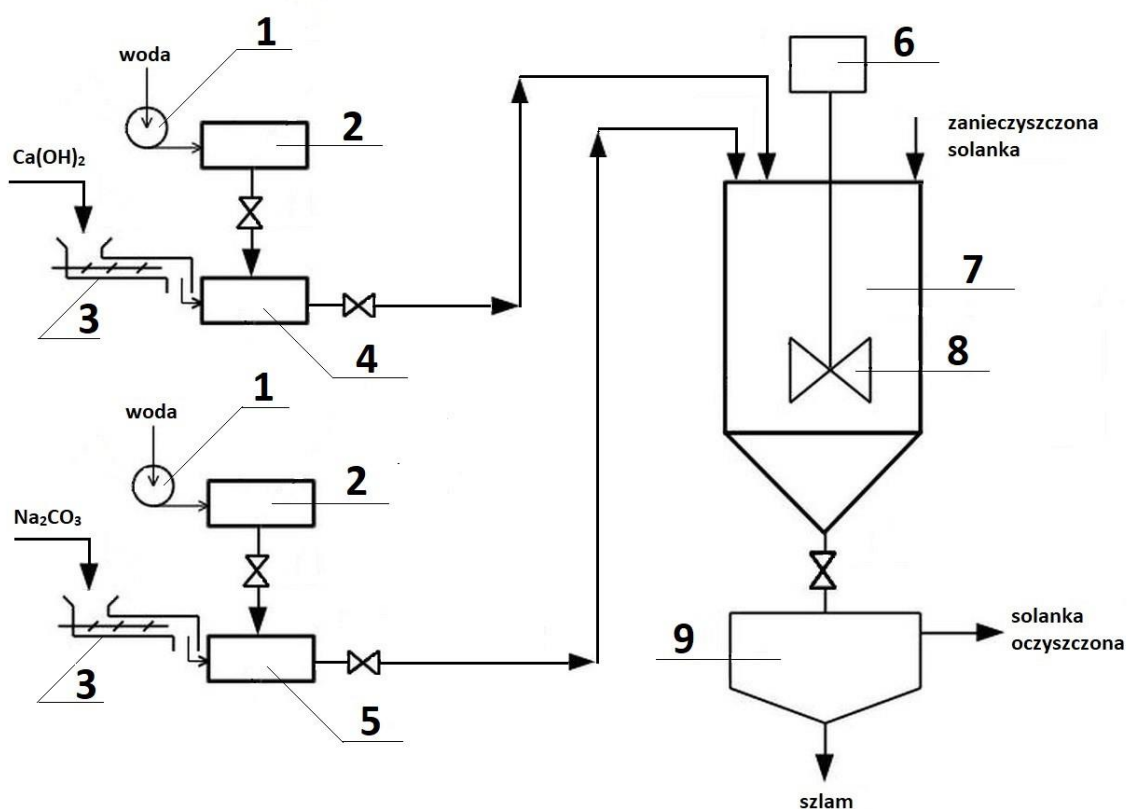 1
woda
2
Ca(OH)₂
3
4
1
woda
2
Na₂CO₃
3
5
6
zanieczyszczona
solanka
7
8
9
solanka
oczyszczona
szlam